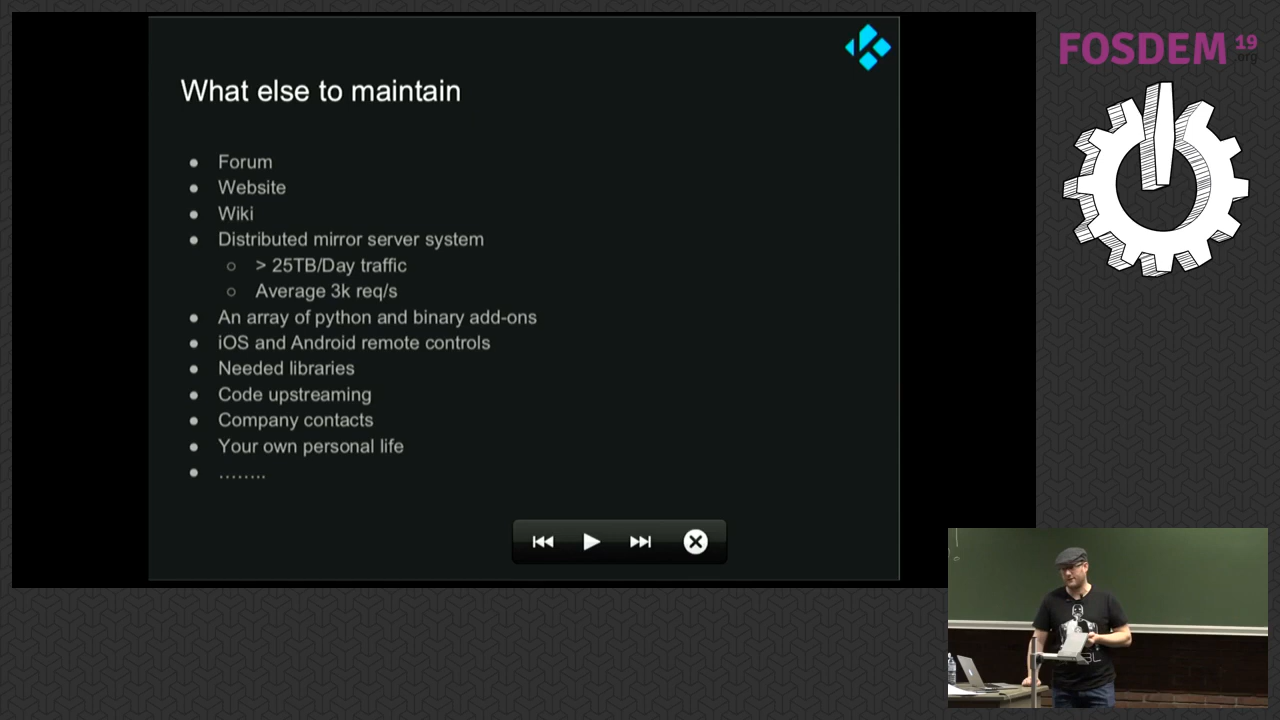 What else to maintain
Forum
Website
Wiki
Distributed mirror server system
> 25TB/Day traffic
Average 3k req/s
An array of python and binary add-ons
iOS and Android remote controls
Needed libraries
Code upstreaming
Company contacts
Your own personal life
........
FOSDEM 19
.org